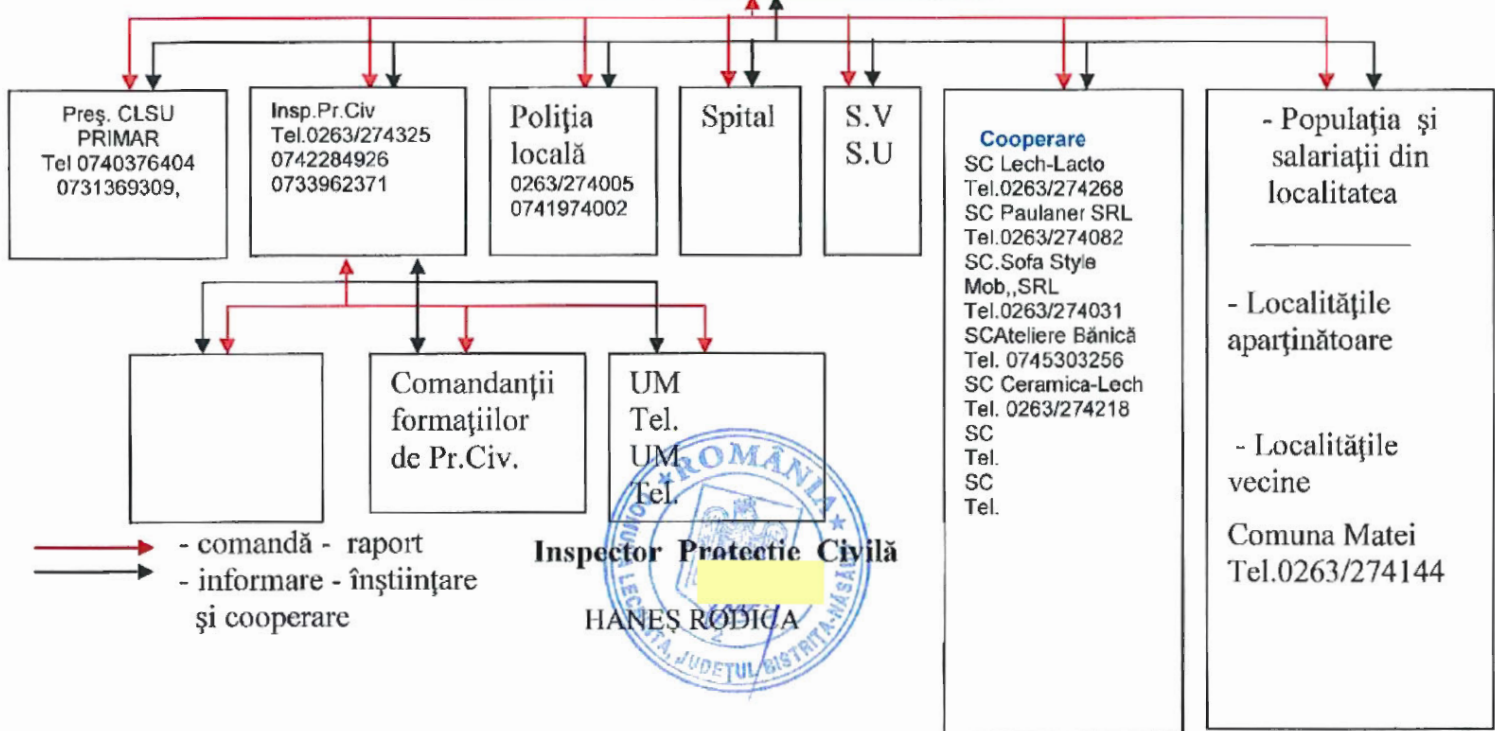 Preş. CLSU
PRIMAR
Tel 0740376404
0731369309,
Insp.Pr.Civ
Tel.0263/274325
0742284926
0733962371
Poliţia
locală
0263/274005
0741974002
Spital
S.V
S.U
Cooperare
SC Lech-Lacto
Tel.0263/274268
SC Paulaner SRL
Tel.0263/274082
SC.Sofa Style
Mob,,SRL
Tel.0263/274031
SCAteliere Bănică
Tel. 0745303256
SC Ceramica-Lech
Tel. 0263/274218
SC
Tel.
SC
Tel.
- Populaţia şi
salariaţii din
localitatea
- Localităţile
aparţinătoare
- Localităţile
vecine
Comuna Matei
Tel.0263/274144
Comandanţii
formaţiilor
de Pr.Civ.
UM
Tel.
UM
Tel.
- comandă - raport
- informare - înştiinţare
şi cooperare
Inspector Protectie Civilă
HANEŞ RODICA
ROMÂNIA
COMUNA LECHINŢA, JUDEŢUL BISTRIŢA-NĂSĂUD